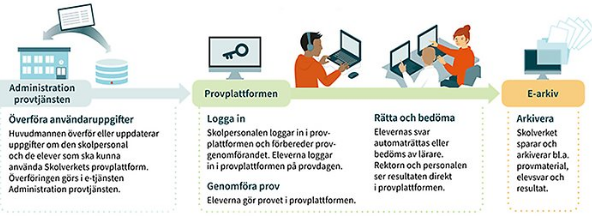 Administration
provtjänsten
Överföra användaruppgifter
Huvudmannen överför eller uppdaterar
uppgifter om den skolpersonal
och de elever som ska kunna
använda Skolverkets provplattform.
Överföringen görs i e-tjänsten
Administration provtjänsten.
Provplattformen
Logga in
Skolpersonalen loggar in i prov-
plattformen och förbereder prov-
genomförandet. Eleverna loggar
in i provplattformen på provdagen.
Genomföra prov
Eleverna gör provet i provplattformen.
Rätta och bedöma
Elevernas svar
automaträttas eller
bedöms av lärare.
Rektorn och personalen
ser resultaten direkt
i provplattformen.
E-arkiv
Arkivera
Skolverket
sparar och
arkiverar bl.a.
provmaterial,
elevsvar och
resultat.